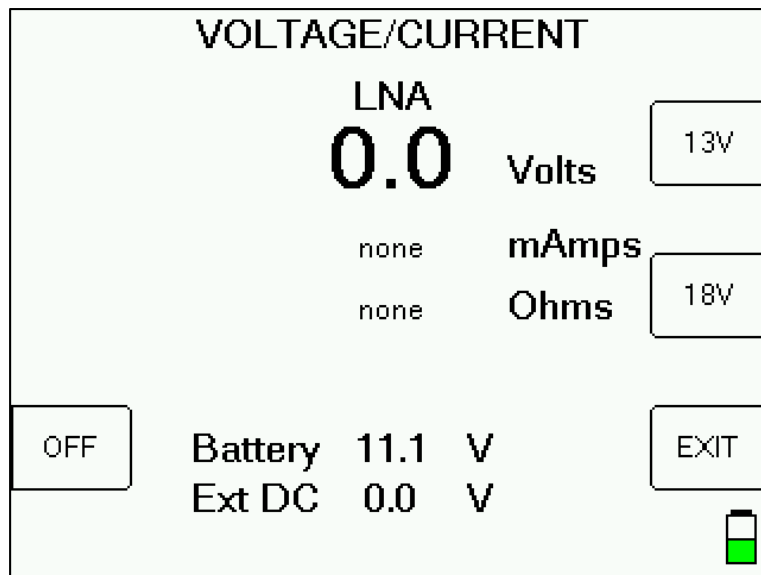 VOLTAGE/CURRENT
LNA
0.0 Volts
13V
none mAmps
none Ohms
18V
OFF
Battery 11.1 V
EXIT
Ext DC 0.0 V